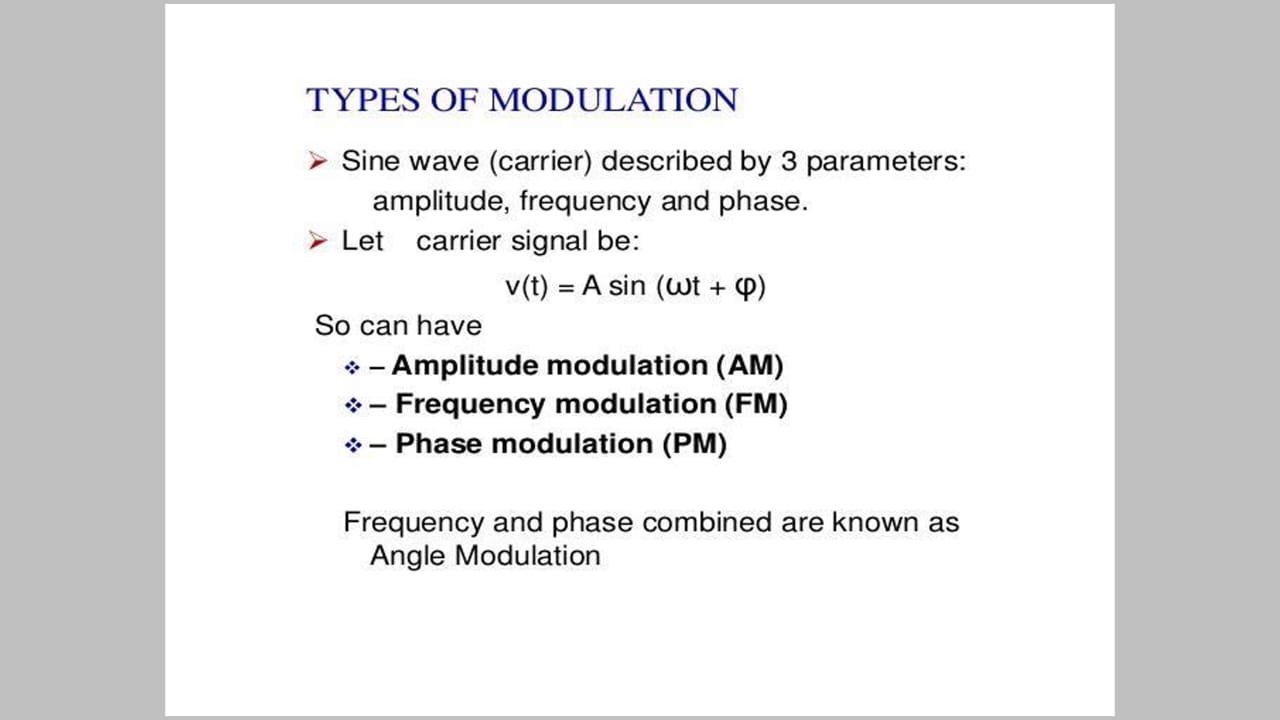 TYPES OF MODULATION
➢ Sine wave (carrier) described by 3 parameters:
amplitude, frequency and phase.
➢ Let carrier signal be:
v(t) = A sin (ωt + φ)
So can have
❖ – Amplitude modulation (AM)
❖ – Frequency modulation (FM)
❖ – Phase modulation (PM)
Frequency and phase combined are known as
Angle Modulation